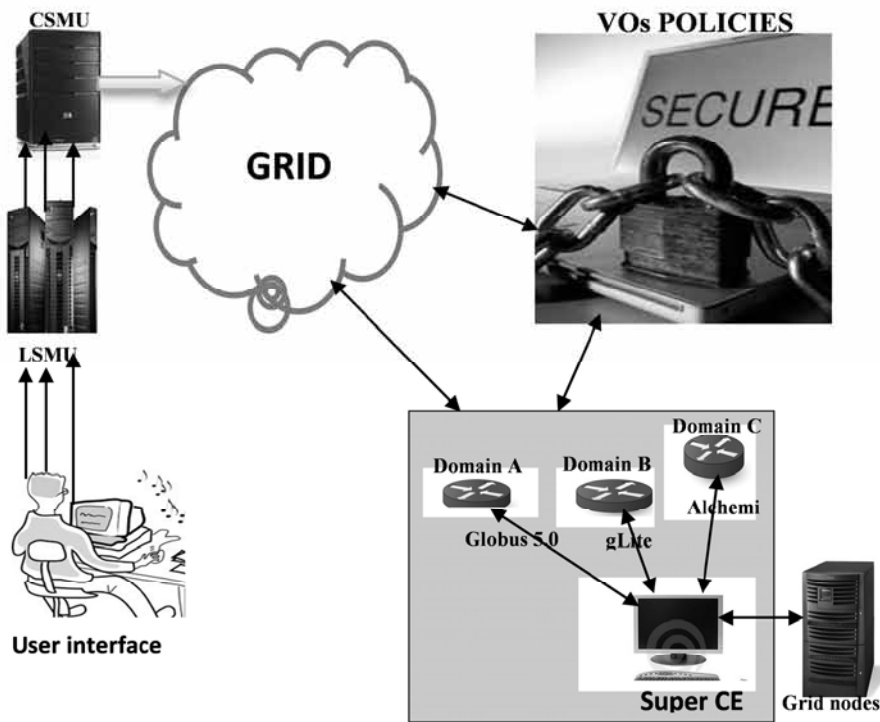 CSMU
VOs POLICIES
SECURE
GRID
LSMU
Domain A
Domain B
Domain C
Alchemi
Globus 5.0
gLite
User interface
Super CE
Grid nodes